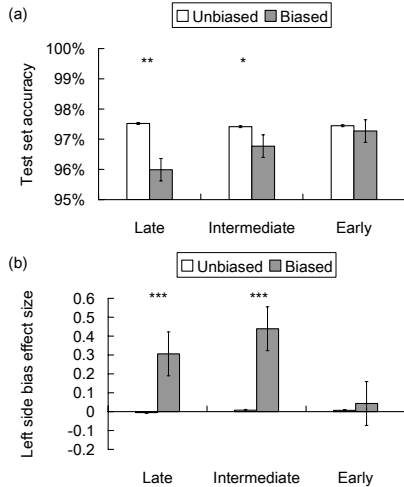 (a)
Unbiased Biased
Test set accuracy
100%
99%
98%
97%
96%
95%
** *
Late Intermediate Early
(b)
Unbiased Biased
Left side bias effect size
0.6
0.5
0.4
0.3
0.2
0.1
0
-0.1
-0.2
*** ***
Late Intermediate Early